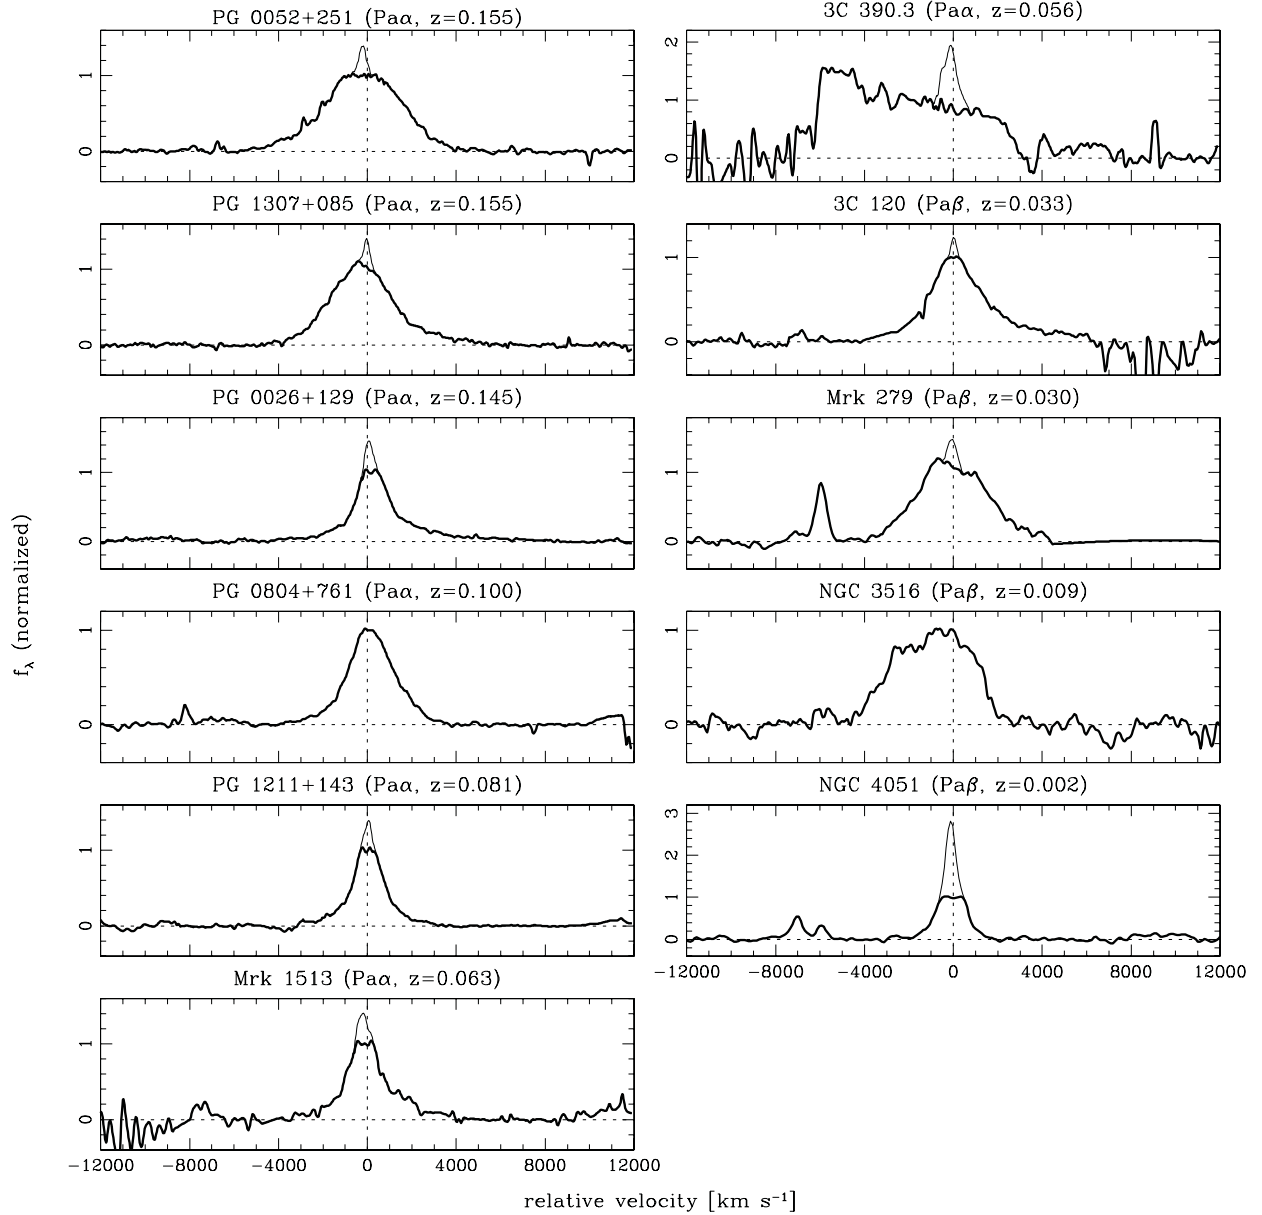 PG 0052+251 (Paα, z=0.155)
1
0
PG 1307+085 (Paα, z=0.155)
1
0
PG 0026+129 (Paα, z=0.145)
1
0
PG 0804+761 (Paα, z=0.100)
1
0
PG 1211+143 (Paα, z=0.081)
1
0
Mrk 1513 (Paα, z=0.063)
1
0
−12000 −8000 −4000 0 4000 8000 12000
3C 390.3 (Paα, z=0.056)
2
1
0
3C 120 (Paβ, z=0.033)
1
0
Mrk 279 (Paβ, z=0.030)
1
0
NGC 3516 (Paβ, z=0.009)
1
0
NGC 4051 (Paβ, z=0.002)
3
2
1
0
−12000 −8000 −4000 0 4000 8000 12000
f_λ (normalized)
relative velocity [km s⁻¹]